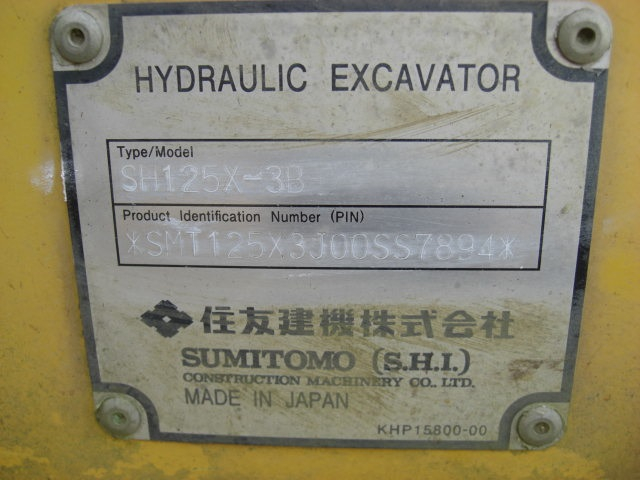 HYDRAULIC EXCAVATOR
Type/Model
SH125X-3B
Product Identification Number (PIN)
*SMT125X3J00SS7894*
住友建機株式会社
SUMITOMO (S.H.I.)
CONSTRUCTION MACHINERY CO., LTD.
MADE IN JAPAN
KHP15800-00